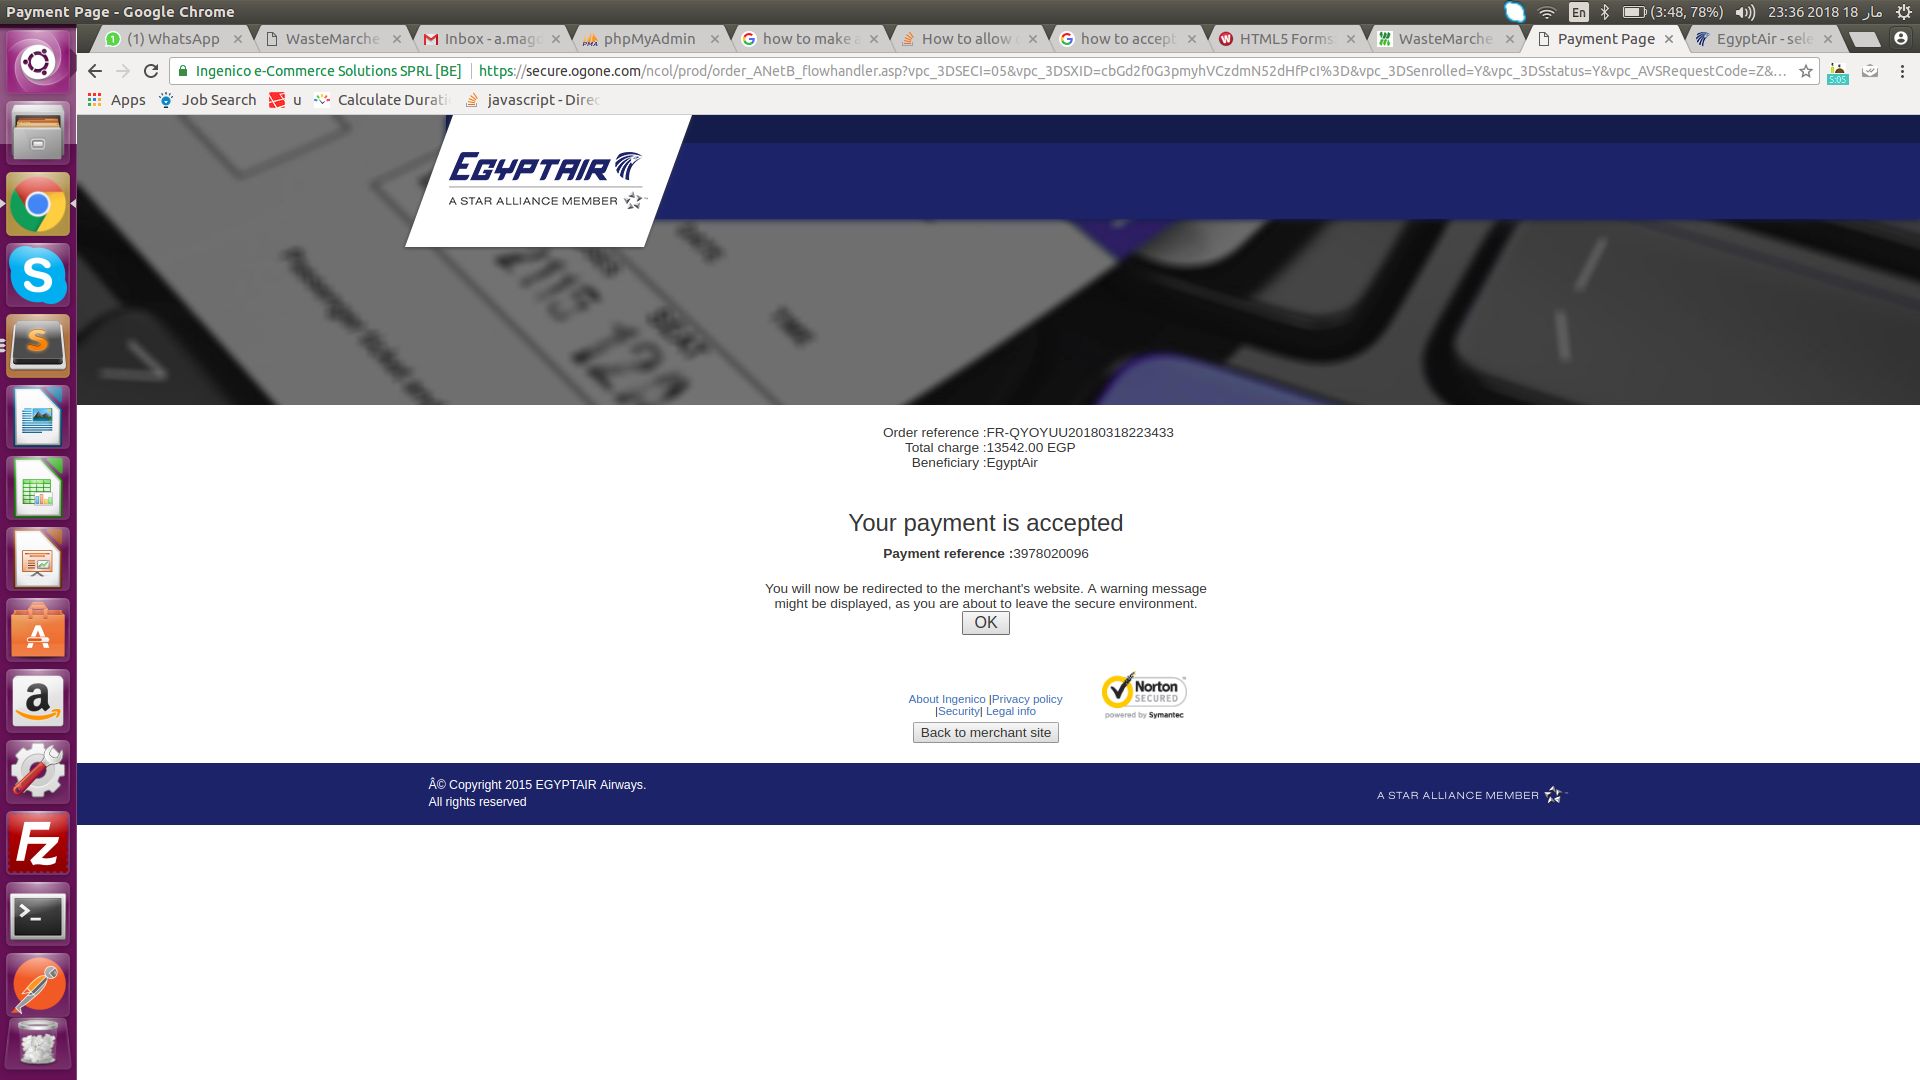 Payment Page - Google Chrome
En
(3:48, 78%)
23:36 2018 مار 18
(1) WhatsApp
WasteMarche
Inbox - a.mago
phpMyAdmin
how to make a
How to allow
how to accept
HTML5 Forms
WasteMarche
Payment Page
EgyptAir - sele
Ingenico e-Commerce Solutions SPRL [BE]
https://secure.ogone.com/ncol/prod/order_ANetB_flowhandler.asp?vpc_3DSECI=05&vpc_3DSXID=cbGd2f0G3pmyhVCzdmN52dHfPcI%3D&vpc_3DSenrolled=Y&vpc_3DSstatus=Y&vpc_AVSRequestCode=Z&...
5:05
Apps
Job Search
u
Calculate Durati
javascript - Direc
EGYPTAIR
A STAR ALLIANCE MEMBER
DATE
2115 12A
SEAT
TIME
Passenger ticket and
Order reference :FR-QYOYUU20180318223433
Total charge :13542.00 EGP
Beneficiary :EgyptAir
Your payment is accepted
Payment reference :3978020096
You will now be redirected to the merchant's website. A warning message
might be displayed, as you are about to leave the secure environment.
OK
About Ingenico |Privacy policy
|Security| Legal info
Norton
SECURED
powered by Symantec
Back to merchant site
Â© Copyright 2015 EGYPTAIR Airways.
All rights reserved
A STAR ALLIANCE MEMBER